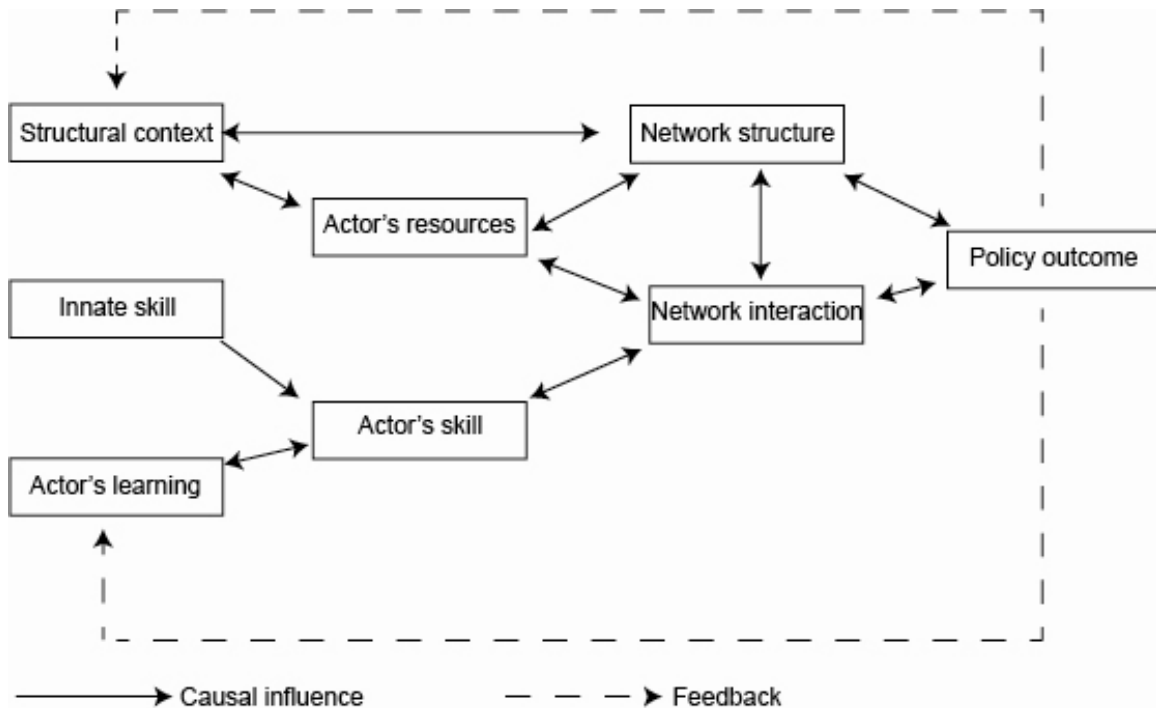 Structural context
Network structure
Actor’s resources
Policy outcome
Innate skill
Network interaction
Actor’s skill
Actor’s learning
Causal influence
Feedback